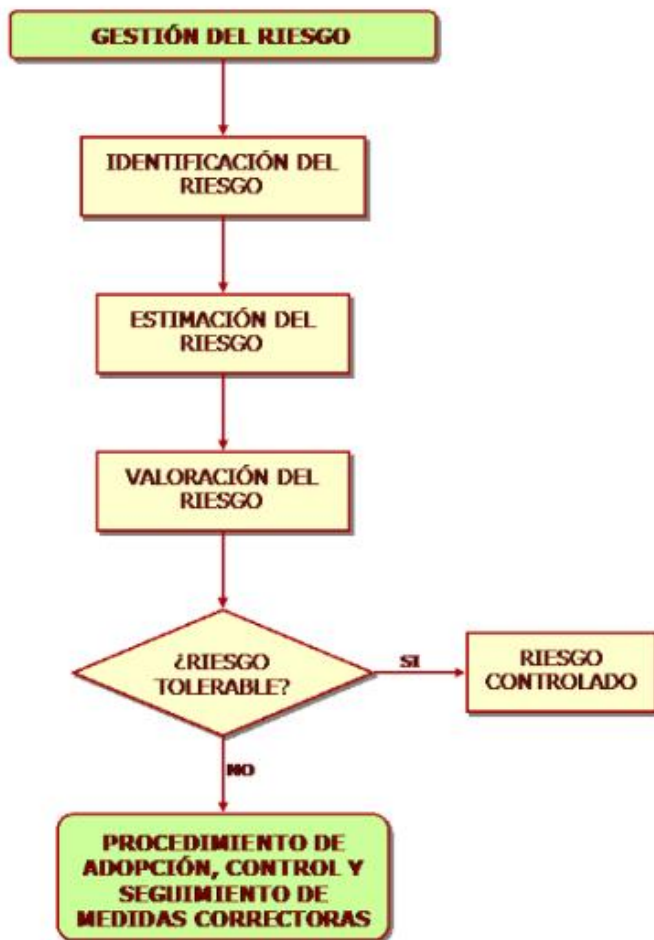 GESTIÓN DEL RIESGO
IDENTIFICACIÓN DEL
RIESGO
ESTIMACIÓN DEL
RIESGO
VALORACIÓN DEL
RIESGO
¿RIESGO
TOLERABLE?
SI
RIESGO
CONTROLADO
NO
PROCEDIMIENTO DE
ADOPCIÓN, CONTROL Y
SEGUIMIENTO DE
MEDIDAS CORRECTORAS